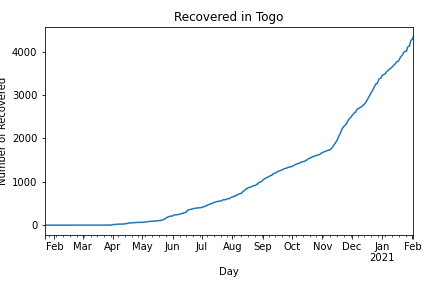 Recovered in Togo
Number of Recovered
4000
3000
2000
1000
0
Feb Mar Apr May Jun Jul Aug Sep Oct Nov Dec Jan Feb
2021
Day